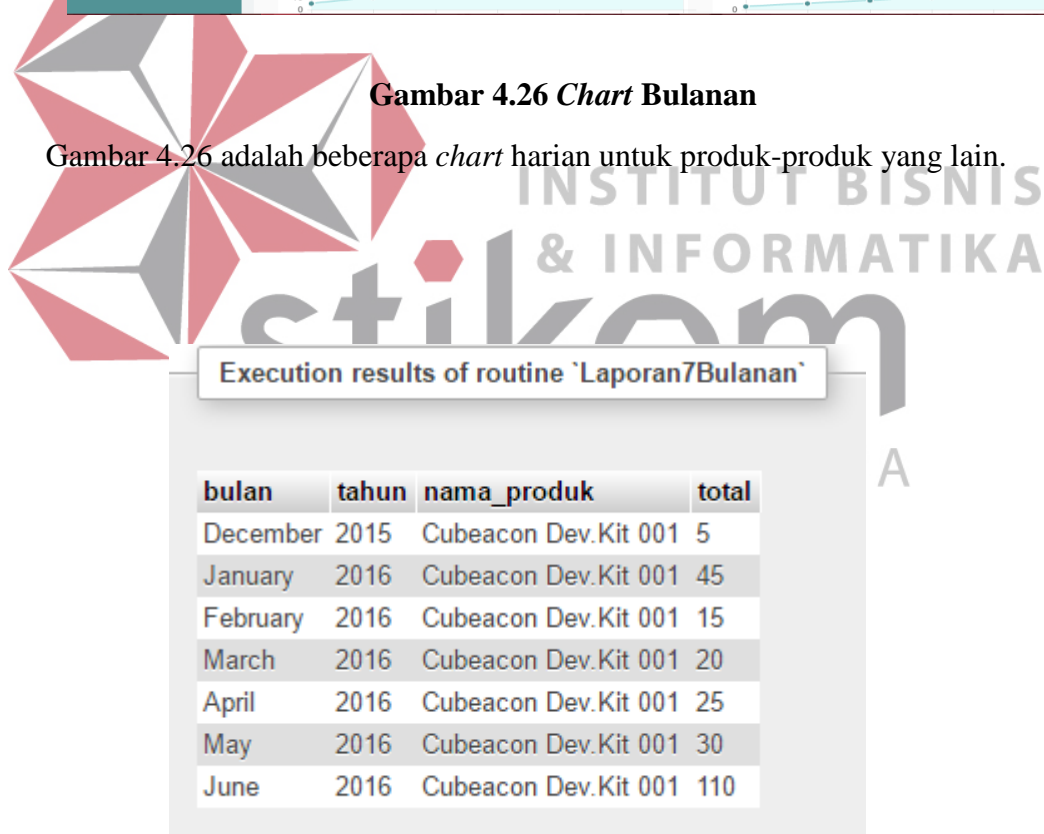 0
0
Gambar 4.26 Chart Bulanan
Gambar 4.26 adalah beberapa chart harian untuk produk-produk yang lain.
INSTITUT BISNIS
& INFORMATIKA
stikom
A
Execution results of routine `Laporan7Bulanan`
bulan tahun nama_produk total
December 2015 Cubeacon Dev.Kit 001 5
January 2016 Cubeacon Dev.Kit 001 45
February 2016 Cubeacon Dev.Kit 001 15
March 2016 Cubeacon Dev.Kit 001 20
April 2016 Cubeacon Dev.Kit 001 25
May 2016 Cubeacon Dev.Kit 001 30
June 2016 Cubeacon Dev.Kit 001 110